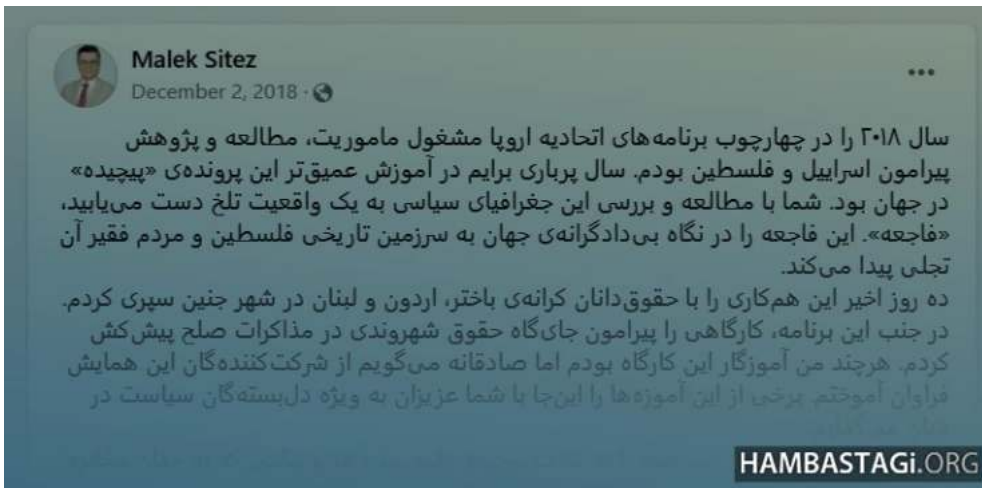 Malek Sitez
December 2, 2018 ·
سال ۲۰۱۸ را در چهارچوب برنامه‌های اتحادیه اروپا مشغول ماموریت، مطالعه و پژوهش
پیرامون اسراییل و فلسطین بودم. سال پرباری برایم در آموزش عمیق‌تر این پرونده‌ی «پیچیده»
در جهان بود. شما با مطالعه و بررسی این جغرافیای سیاسی به یک واقعیت تلخ دست می‌یابید،
«فاجعه». این فاجعه را در نگاه بی‌دادگرانه‌ی جهان به سرزمین تاریخی فلسطین و مردم فقیر آن
تجلی پیدا می‌کند.
ده روز اخیر این هم‌کاری را با حقوق‌دانان کرانه‌ی باختر، اردون و لبنان در شهر جنین سپری کردم.
در جنب این برنامه، کارگاهی را پیرامون جای‌گاه حقوق شهروندی در مذاکرات صلح پیش‌کش
کردم. هرچند من آموزگار این کارگاه بودم اما صادقانه می‌گویم از شرکت‌کننده‌گان این همایش
فراوان آموختم. برخی از این آموزه‌ها را این‌جا با شما عزیزان به ویژه دل‌بسته‌گان سیاست در
HAMBASTAGi.ORG